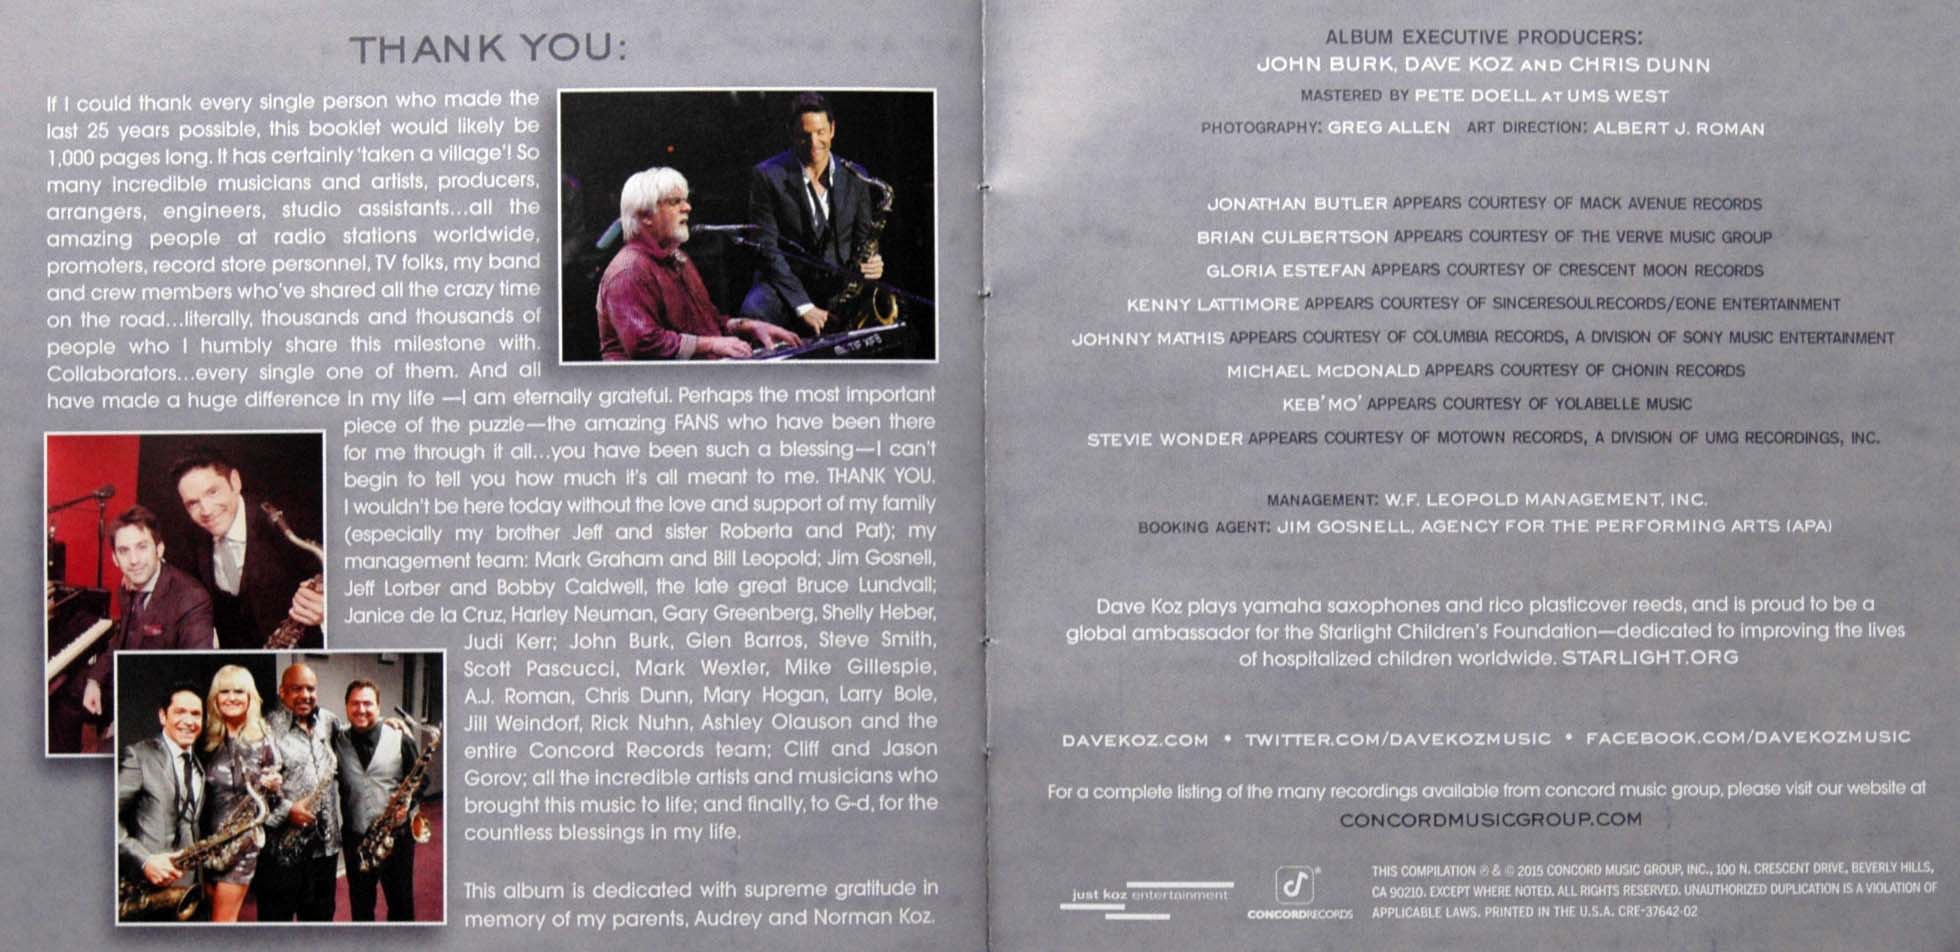 THANK YOU:
If I could thank every single person who made the
last 25 years possible, this booklet would likely be
1,000 pages long. It has certainly 'taken a village'! So
many incredible musicians and artists, producers,
arrangers, engineers, studio assistants...all the
amazing people at radio stations worldwide,
promoters, record store personnel, TV folks, my band
and crew members who've shared all the crazy time
on the road...literally, thousands and thousands of
people who I humbly share this milestone with.
Collaborators...every single one of them. And all
have made a huge difference in my life —I am eternally grateful. Perhaps the most important
piece of the puzzle—the amazing FANS who have been there
for me through it all...you have been such a blessing—I can't
begin to tell you how much it's all meant to me. THANK YOU.
I wouldn't be here today without the love and support of my family
(especially my brother Jeff and sister Roberta and Pat); my
management team: Mark Graham and Bill Leopold; Jim Gosnell,
Jeff Lorber and Bobby Caldwell, the late great Bruce Lundvall;
Janice de la Cruz, Harley Neuman, Gary Greenberg, Shelly Heber,
Judi Kerr; John Burk, Glen Barros, Steve Smith,
Scott Pascucci, Mark Wexler, Mike Gillespie,
A.J. Roman, Chris Dunn, Mary Hogan, Larry Bole,
Jill Weindorf, Rick Nuhn, Ashley Olauson and the
entire Concord Records team; Cliff and Jason
Gorov; all the incredible artists and musicians who
brought this music to life; and finally, to G-d, for the
countless blessings in my life.
This album is dedicated with supreme gratitude in
memory of my parents, Audrey and Norman Koz.
ALBUM EXECUTIVE PRODUCERS:
JOHN BURK, DAVE KOZ AND CHRIS DUNN
MASTERED BY PETE DOELL AT UMS WEST
PHOTOGRAPHY: GREG ALLEN ART DIRECTION: ALBERT J. ROMAN
JONATHAN BUTLER APPEARS COURTESY OF MACK AVENUE RECORDS
BRIAN CULBERTSON APPEARS COURTESY OF THE VERVE MUSIC GROUP
GLORIA ESTEFAN APPEARS COURTESY OF CRESCENT MOON RECORDS
KENNY LATTIMORE APPEARS COURTESY OF SINCERESOULRECORDS/EONE ENTERTAINMENT
JOHNNY MATHIS APPEARS COURTESY OF COLUMBIA RECORDS, A DIVISION OF SONY MUSIC ENTERTAINMENT
MICHAEL McDONALD APPEARS COURTESY OF CHONIN RECORDS
KEB'MO' APPEARS COURTESY OF YOLABELLE MUSIC
STEVIE WONDER APPEARS COURTESY OF MOTOWN RECORDS, A DIVISION OF UMG RECORDINGS, INC.
MANAGEMENT: W.F. LEOPOLD MANAGEMENT, INC.
BOOKING AGENT: JIM GOSNELL, AGENCY FOR THE PERFORMING ARTS (APA)
Dave Koz plays yamaha saxophones and rico plasticover reeds, and is proud to be a
global ambassador for the Starlight Children's Foundation—dedicated to improving the lives
of hospitalized children worldwide. STARLIGHT.ORG
DAVEKOZ.COM • TWITTER.COM/DAVEKOZMUSIC • FACEBOOK.COM/DAVEKOZMUSIC
For a complete listing of the many recordings available from concord music group, please visit our website at
CONCORDMUSICGROUP.COM
just koz entertainment
CONCORDRECORDS
THIS COMPILATION ℗ & © 2015 CONCORD MUSIC GROUP, INC., 100 N. CRESCENT DRIVE, BEVERLY HILLS,
CA 90210. EXCEPT WHERE NOTED. ALL RIGHTS RESERVED. UNAUTHORIZED DUPLICATION IS A VIOLATION OF
APPLICABLE LAWS. PRINTED IN THE U.S.A. CRE-37642-02